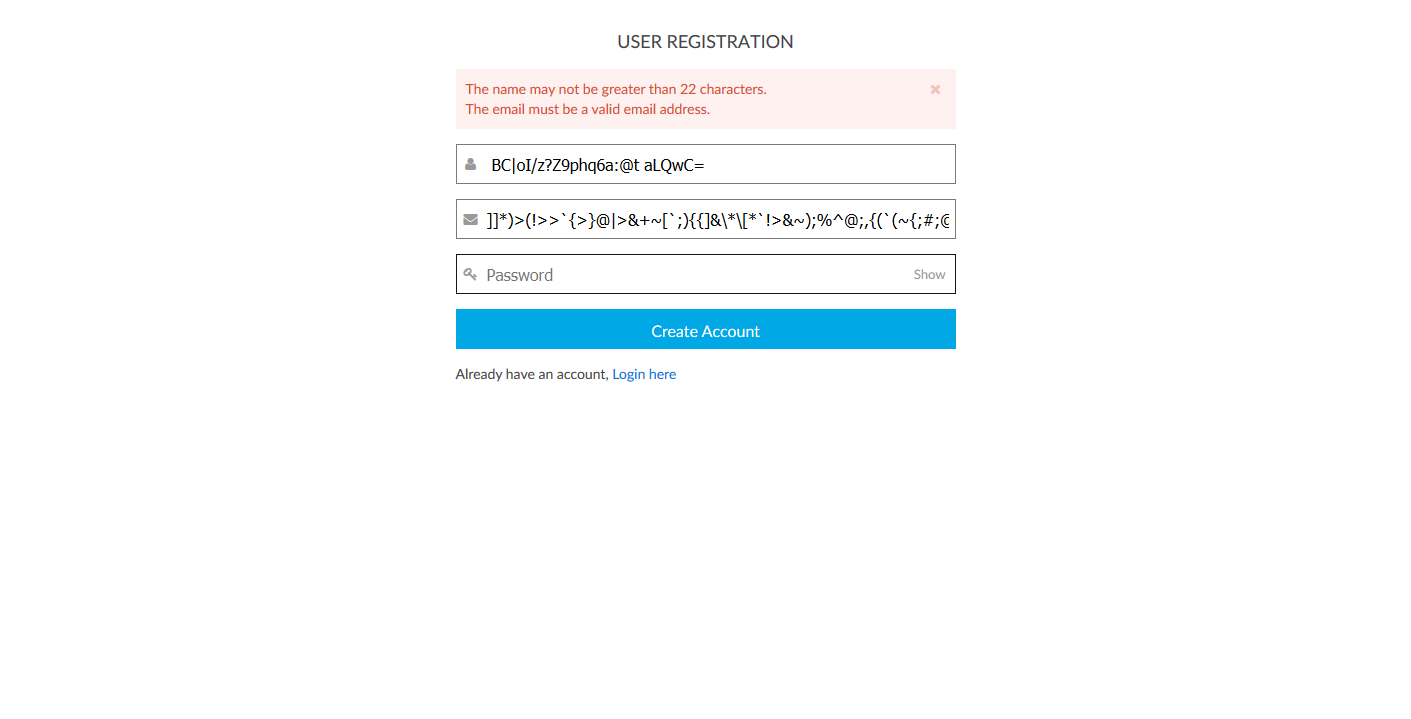 USER REGISTRATION
The name may not be greater than 22 characters.
The email must be a valid email address.
BC|oI/z?Z9phq6a:@t aLQwC=
]]*)>(!>>`{>}@|>&+~[`;){{]&\*\[*`!>&~);%^@;,{(`(~{;#;@
Password
Show
Create Account
Already have an account, Login here